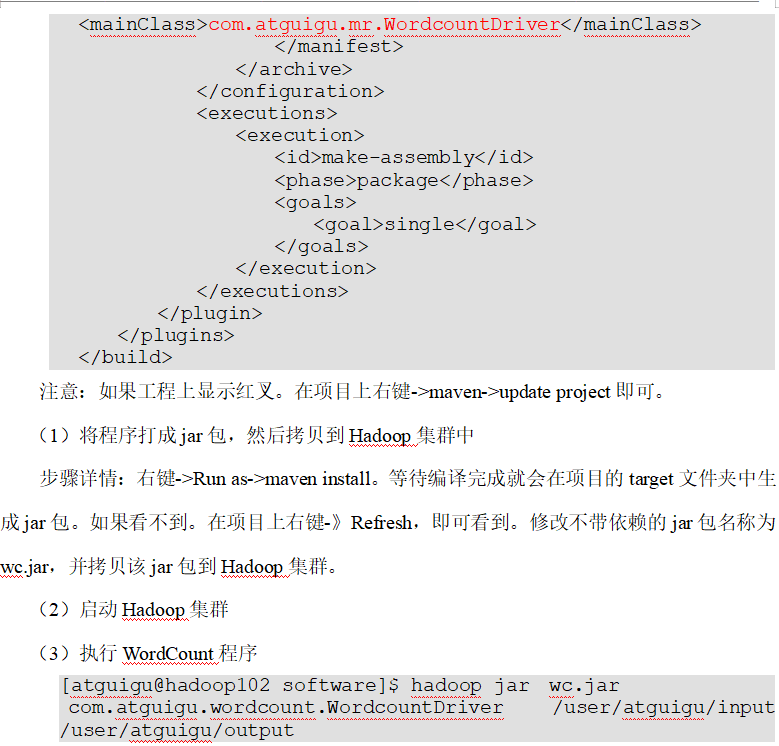 <mainClass>com.atguigu.mr.WordcountDriver</mainClass>
</manifest>
</archive>
</configuration>
<executions>
<execution>
<id>make-assembly</id>
<phase>package</phase>
<goals>
<goal>single</goal>
</goals>
</execution>
</executions>
</plugin>
</plugins>
</build>
注意：如果工程上显示红叉。在项目上右键->maven->update project 即可。
（1）将程序打成 jar 包，然后拷贝到 Hadoop 集群中
步骤详情：右键->Run as->maven install。等待编译完成就会在项目的 target 文件夹中生
成 jar 包。如果看不到。在项目上右键-》Refresh，即可看到。修改不带依赖的 jar 包名称为
wc.jar，并拷贝该 jar 包到 Hadoop 集群。
（2）启动 Hadoop 集群
（3）执行 WordCount 程序
[atguigu@hadoop102 software]$ hadoop jar wc.jar
com.atguigu.wordcount.WordcountDriver /user/atguigu/input
/user/atguigu/output